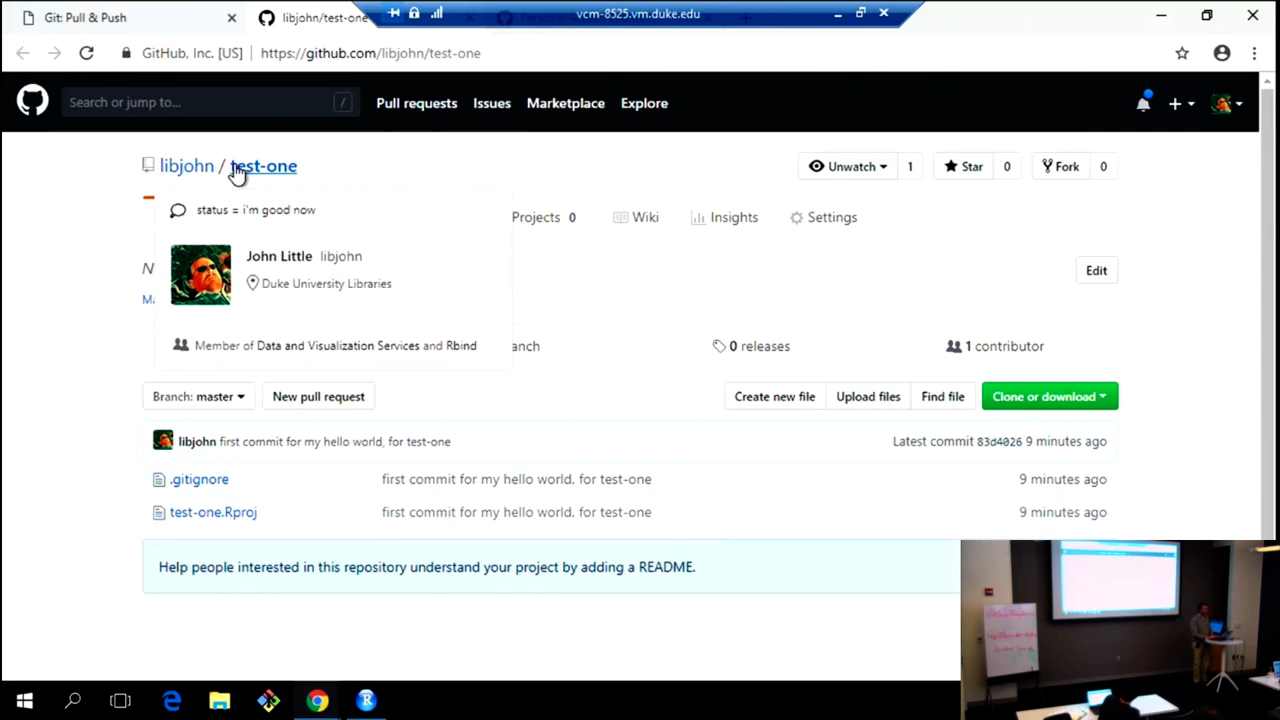 Git: Pull & Push
libjohn/test-one
vcm-8525.vm.duke.edu
GitHub, Inc. [US]
https://github.com/libjohn/test-one
Search or jump to...
/
Pull requests
Issues
Marketplace
Explore
libjohn / test-one
Unwatch
1
Star
0
Fork
0
status = i'm good now
Projects 0
Wiki
Insights
Settings
John Little libjohn
Duke University Libraries
N
Edit
Ma
Member of Data and Visualization Services and Rbind
anch
0 releases
1 contributor
Branch: master
New pull request
Create new file
Upload files
Find file
Clone or download
libjohn first commit for my hello world, for test-one
Latest commit 83d4026 9 minutes ago
.gitignore
first commit for my hello world, for test-one
9 minutes ago
test-one.Rproj
first commit for my hello world, for test-one
9 minutes ago
Help people interested in this repository understand your project by adding a README.